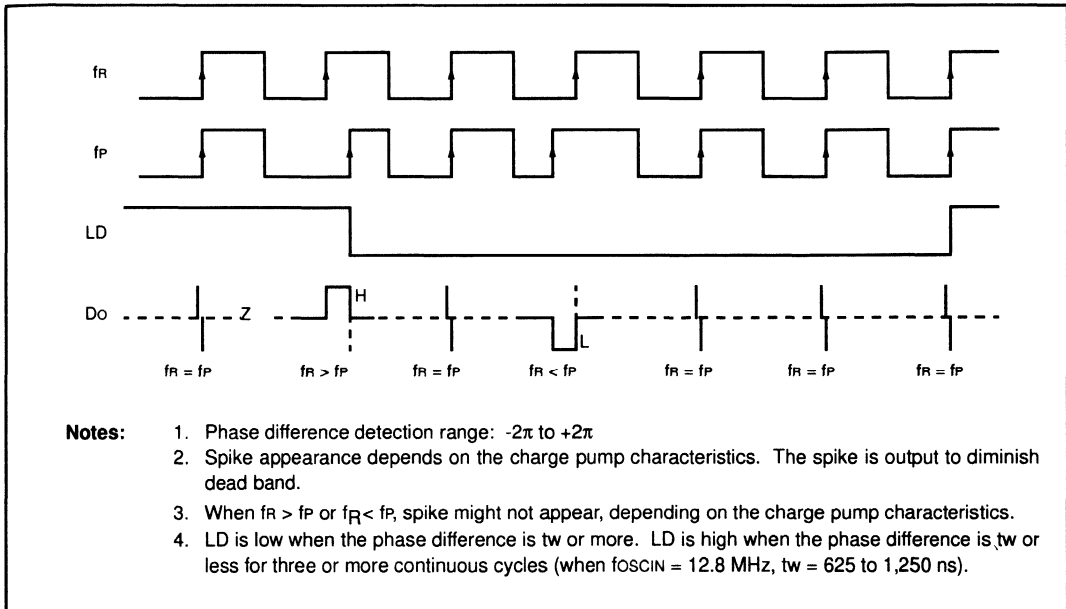 fR
fP
LD
Do
Z
H
L
fR = fP
fR > fP
fR = fP
fR < fP
fR = fP
fR = fP
fR = fP
Notes:
1. Phase difference detection range: -2π to +2π
2. Spike appearance depends on the charge pump characteristics. The spike is output to diminish
dead band.
3. When fR > fP or fR< fP, spike might not appear, depending on the charge pump characteristics.
4. LD is low when the phase difference is tw or more. LD is high when the phase difference is tw or
less for three or more continuous cycles (when fOSCIN = 12.8 MHz, tw = 625 to 1,250 ns).